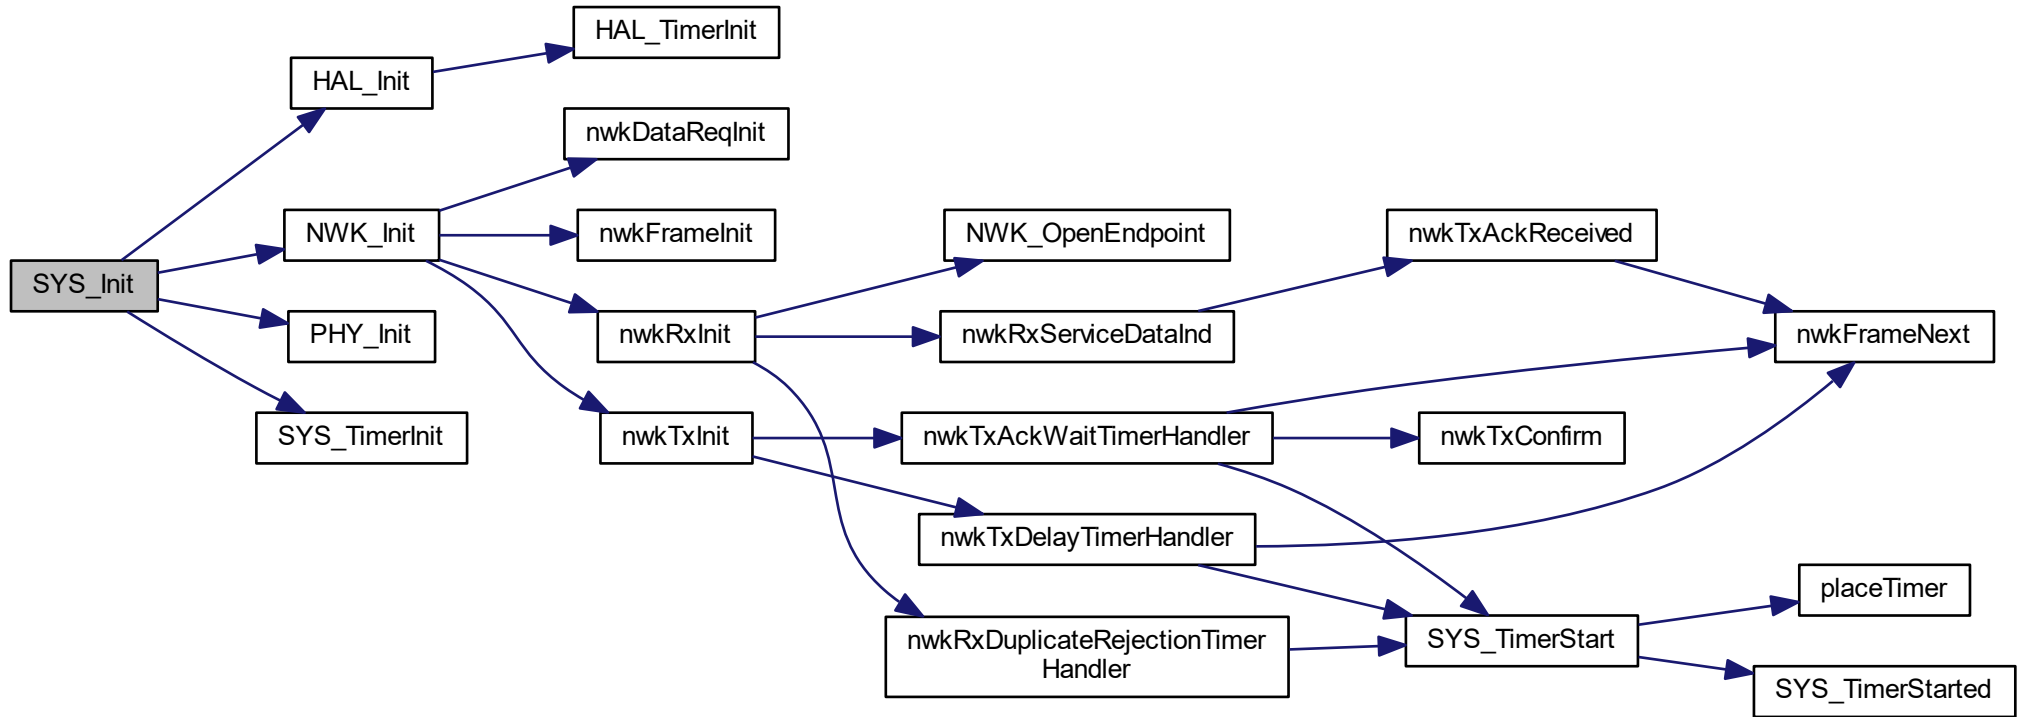 HAL_TimerInit
HAL_Init
nwkDataReqInit
NWK_Init
nwkFrameInit
NWK_OpenEndpoint
nwkTxAckReceived
SYS_Init
PHY_Init
nwkRxInit
nwkRxServiceDataInd
nwkFrameNext
SYS_TimerInit
nwkTxInit
nwkTxAckWaitTimerHandler
nwkTxConfirm
nwkTxDelayTimerHandler
placeTimer
nwkRxDuplicateRejectionTimer
Handler
SYS_TimerStart
SYS_TimerStarted